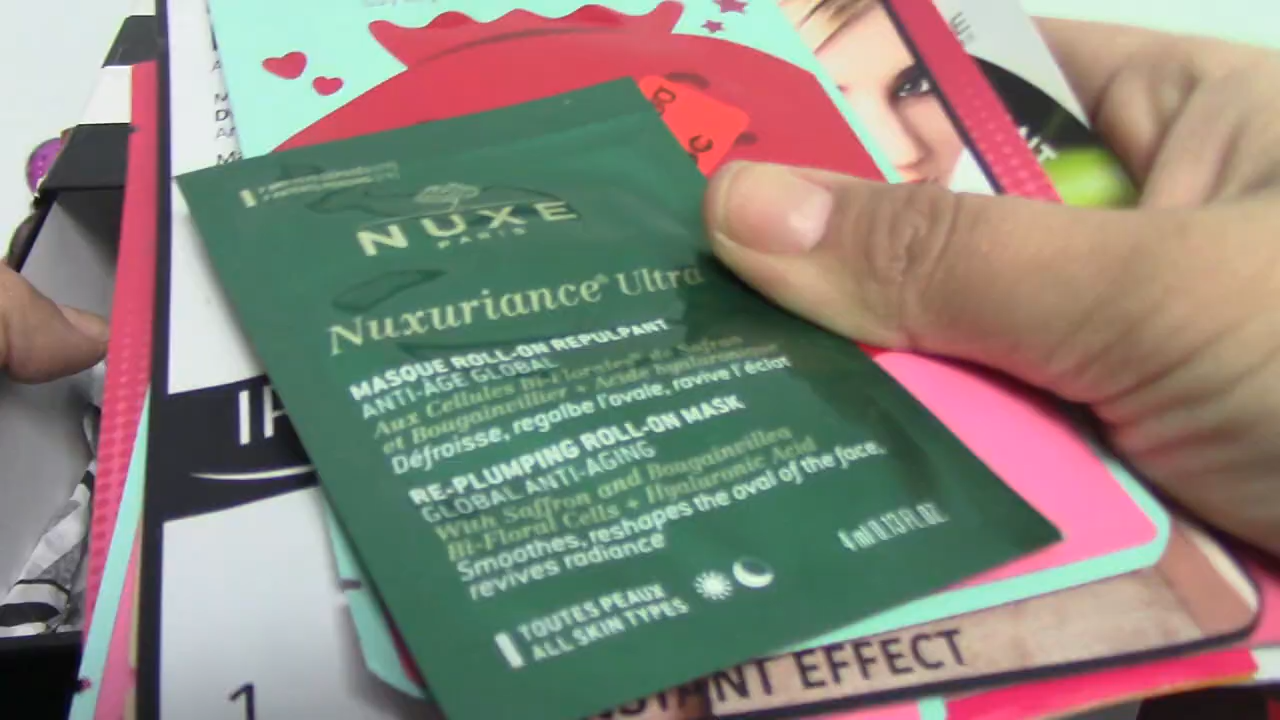 NUXE
PARIS
Nuxuriance® Ultra
MASQUE ROLL-ON REPULPANT
ANTI-ÂGE GLOBAL
Aux Cellules Bi-Florales de Safran
et Bougainvillier + Acide hyaluronique
Défroisse, regalbe l'ovale, ravive l'éclat
RE-PLUMPING ROLL-ON MASK
GLOBAL ANTI-AGING
With Saffron and Bougainvillea
Bi-Floral Cells + Hyaluronic Acid
Smoothes, reshapes the oval of the face,
revives radiance
4 ml 0.13 FL.OZ.
TOUTES PEAUX
ALL SKIN TYPES
EFFECT
1